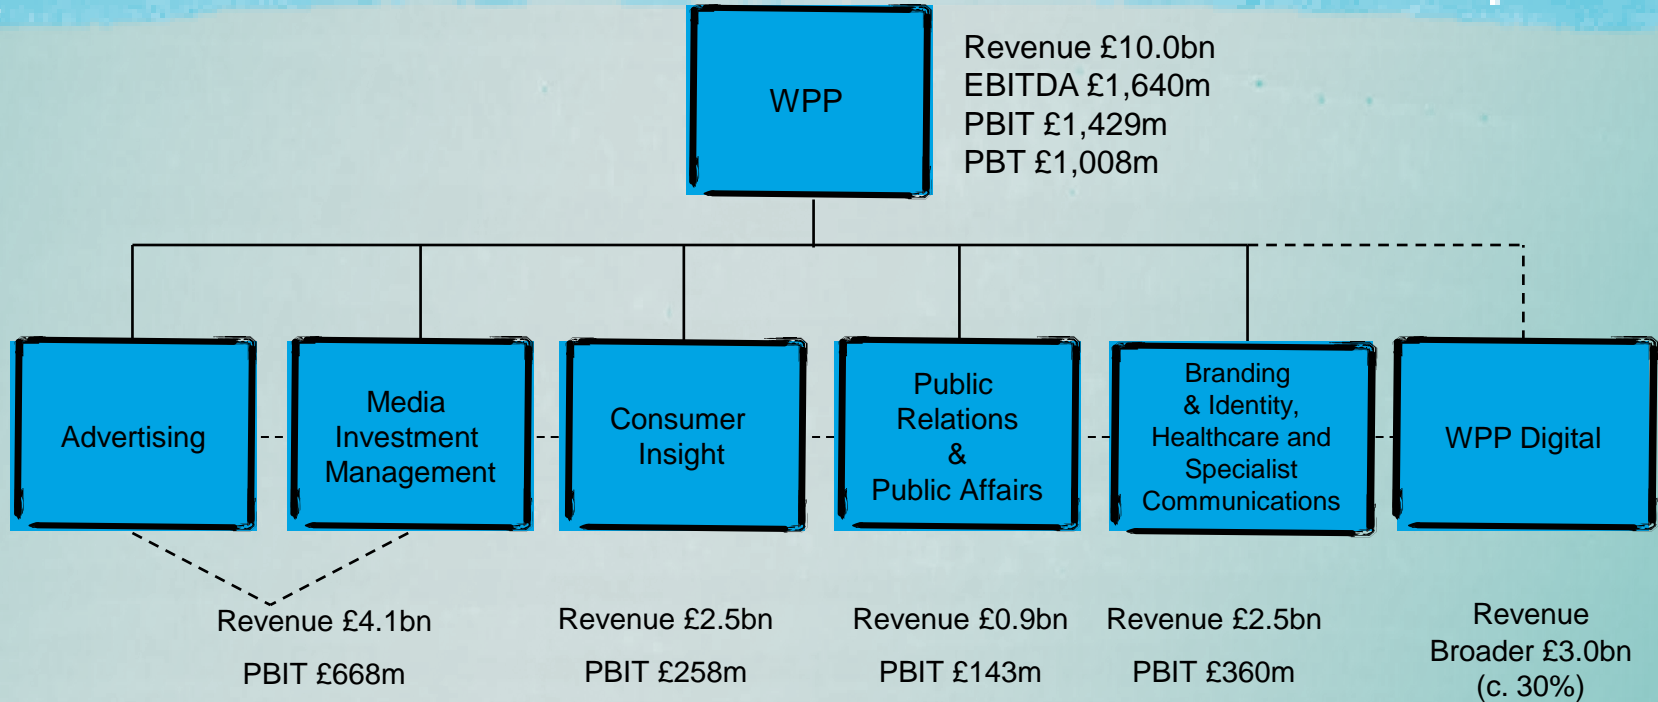 WPP
Revenue £10.0bn
EBITDA £1,640m
PBIT £1,429m
PBT £1,008m
Advertising
Media
Investment
Management
Consumer
Insight
Public
Relations
&
Public Affairs
Branding
& Identity,
Healthcare and
Specialist
Communications
WPP Digital
Revenue £4.1bn
PBIT £668m
Revenue £2.5bn
PBIT £258m
Revenue £0.9bn
PBIT £143m
Revenue £2.5bn
PBIT £360m
Revenue
Broader £3.0bn
(c. 30%)